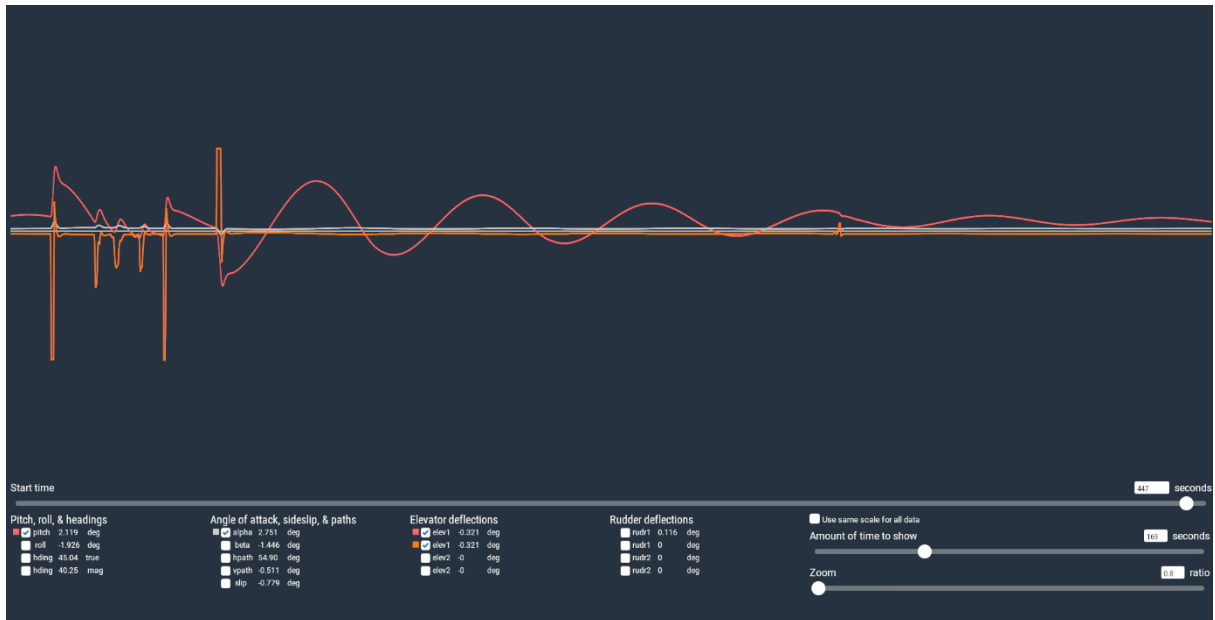 Start time
447 seconds
Pitch, roll, & headings
pitch 2.119 deg
roll -1.926 deg
hding 45.04 true
hding 40.25 mag
Angle of attack, sideslip, & paths
alpha 2.751 deg
beta -1.446 deg
hpath 54.90 deg
vpath -0.511 deg
slip -0.779 deg
Elevator deflections
elev1 -0.321 deg
elev1 -0.321 deg
elev2 -0 deg
elev2 -0 deg
Rudder deflections
rudr1 0.116 deg
rudr1 0 deg
rudr2 0 deg
rudr2 0 deg
Use same scale for all data
Amount of time to show
169 seconds
Zoom
0.8 ratio